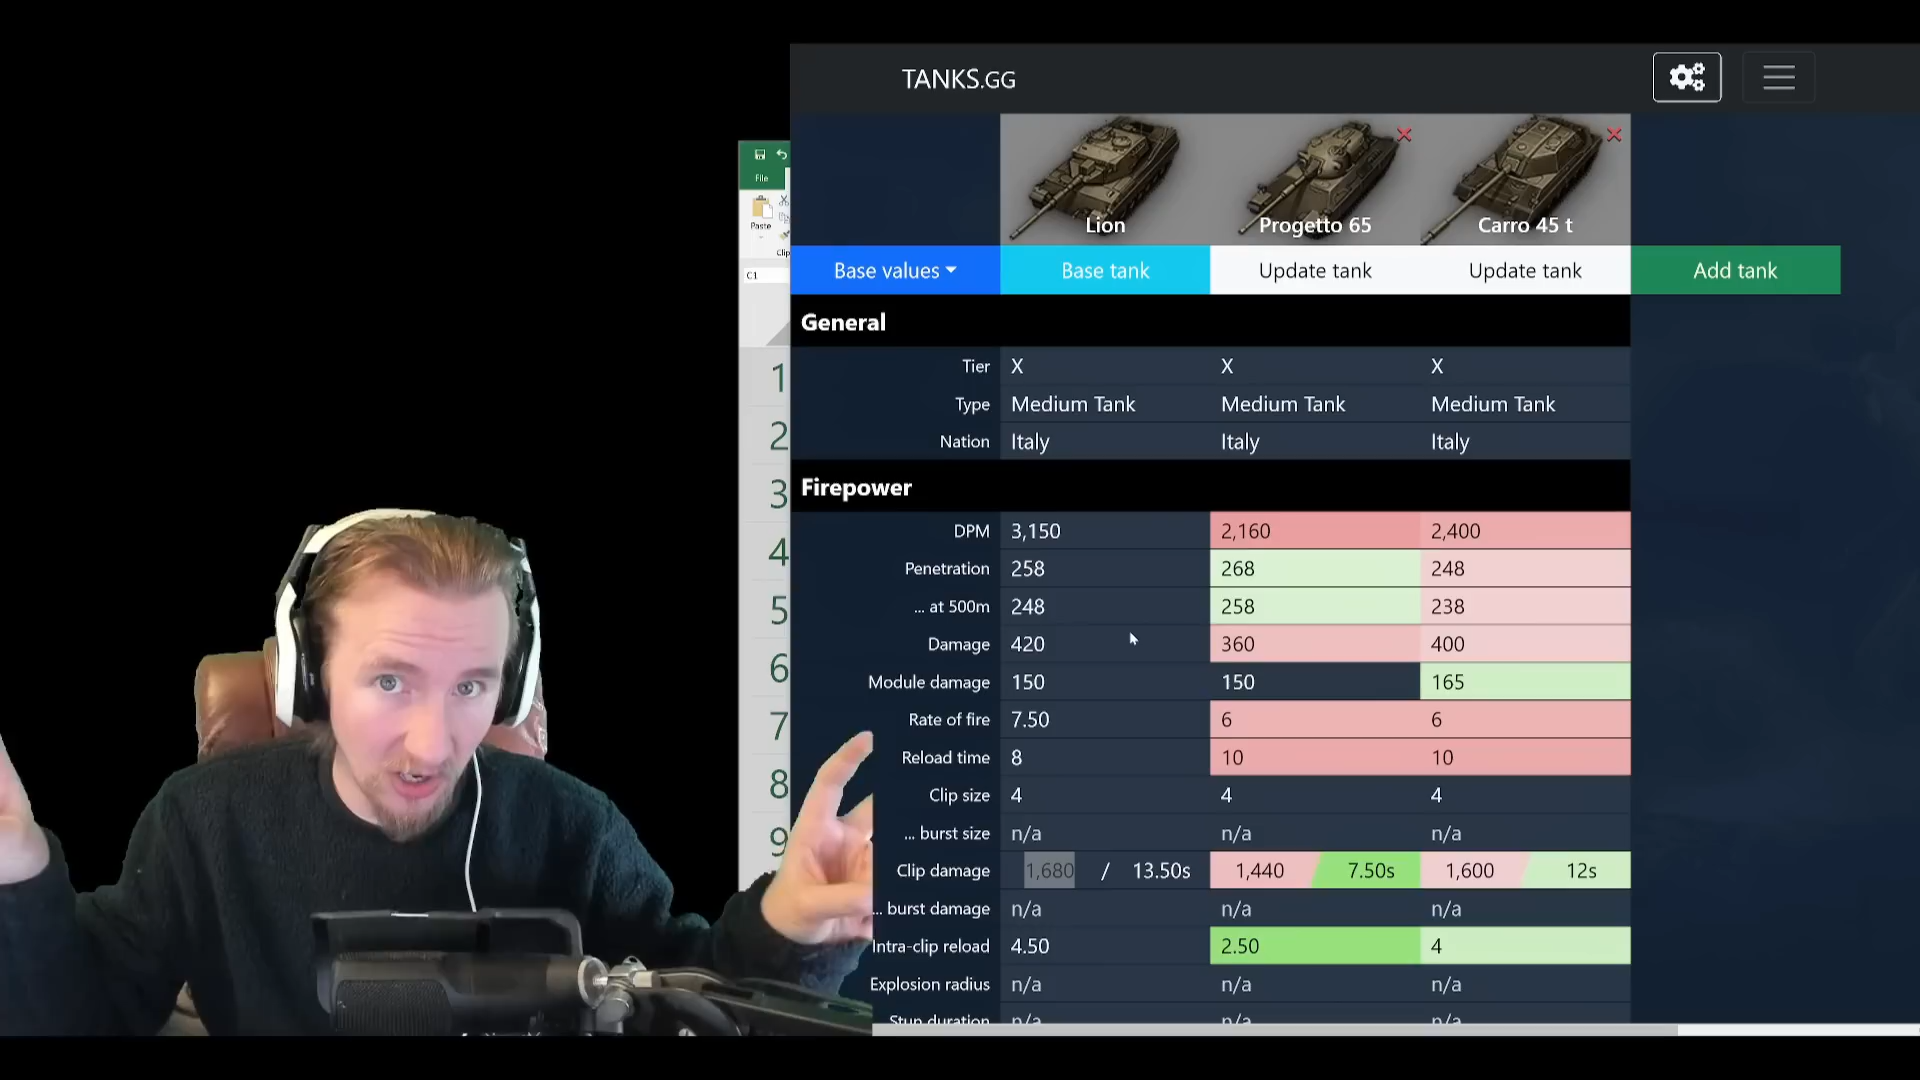 TANKS.GG
Lion Progetto 65 Carro 45 t
Base values Base tank Update tank Update tank Add tank
General
Tier X X X
Type Medium Tank Medium Tank Medium Tank
Nation Italy Italy Italy
Firepower
DPM 3,150 2,160 2,400
Penetration 258 268 248
... at 500m 248 258 238
Damage 420 360 400
Module damage 150 150 165
Rate of fire 7.50 6 6
Reload time 8 10 10
Clip size 4 4 4
... burst size n/a n/a n/a
Clip damage 1,680 / 13.50s 1,440 7.50s 1,600 12s
... burst damage n/a n/a n/a
Intra-clip reload 4.50 2.50 4
Explosion radius n/a n/a n/a
Stun duration n/a n/a n/a
File
Paste
Clip
C1
1
2
3
4
5
6
7
8
9